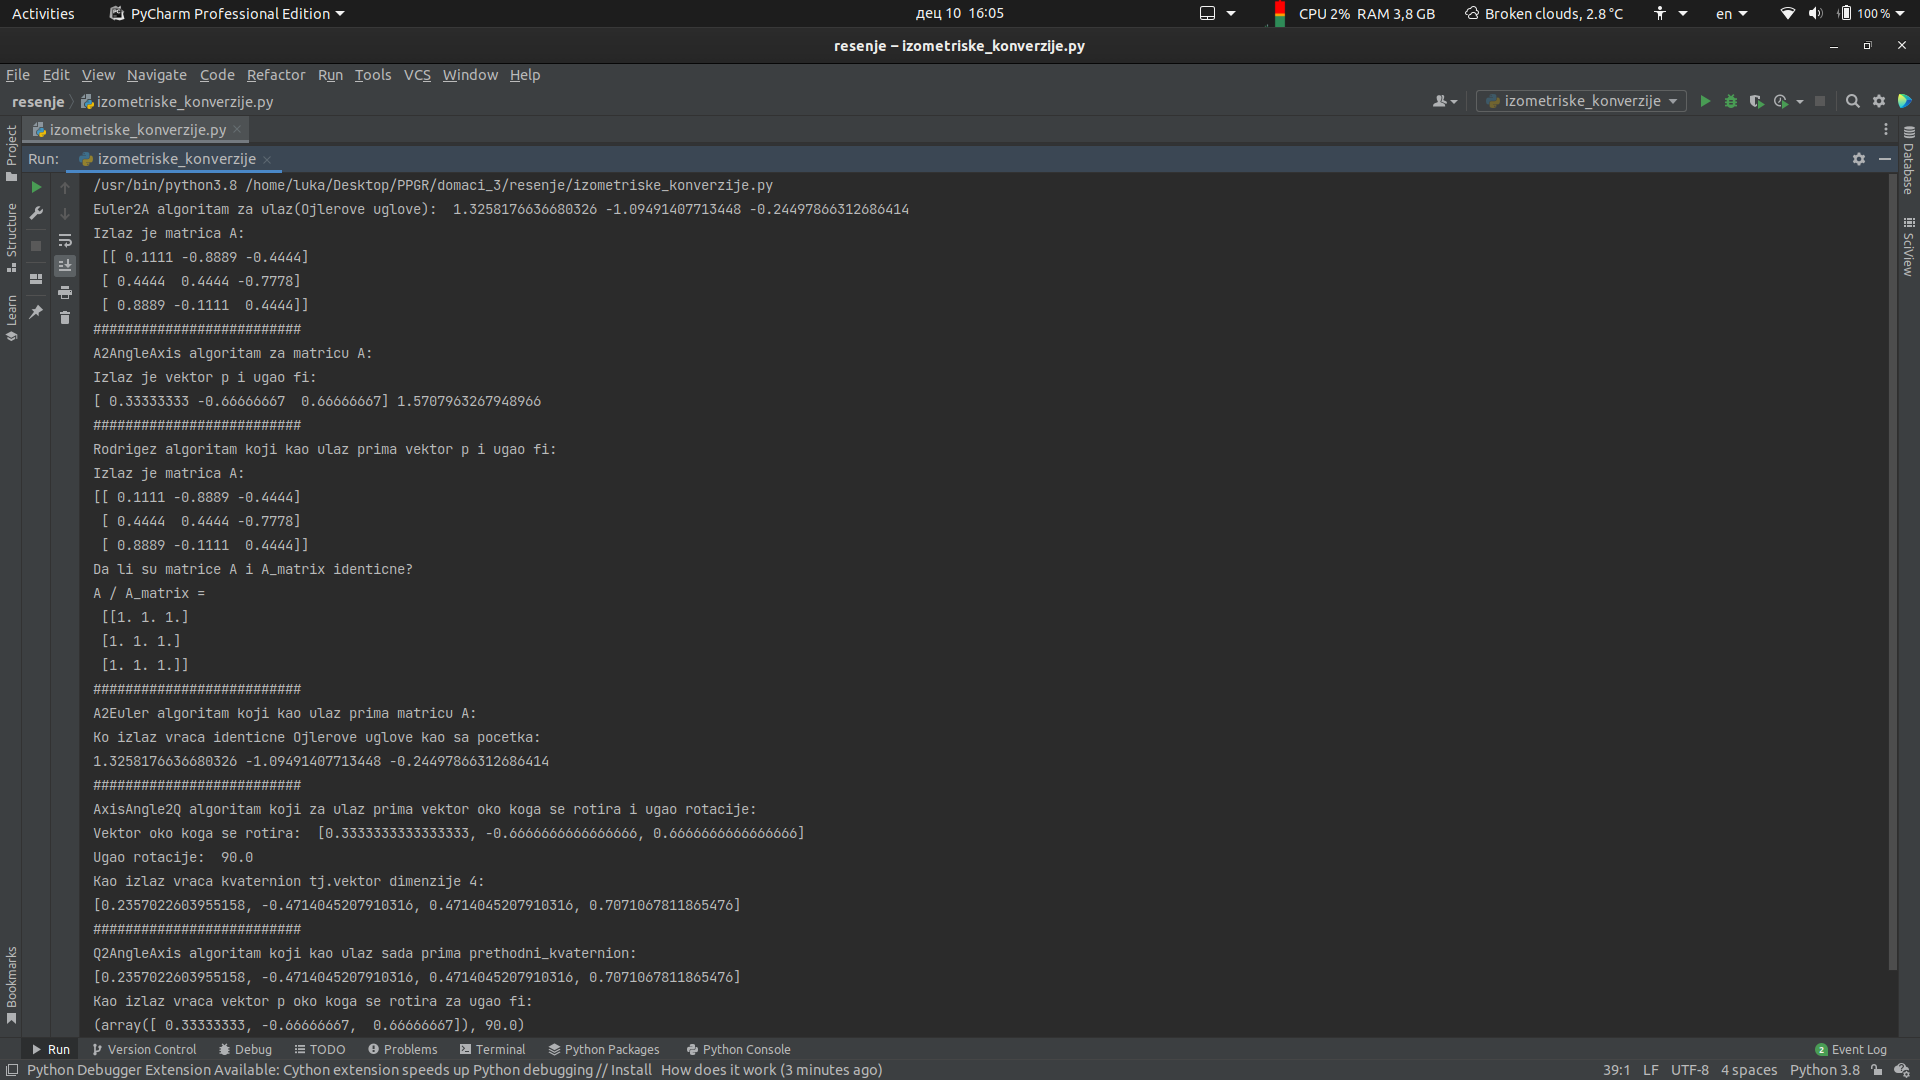 Activities PyCharm Professional Edition дец 10 16:05 CPU 2% RAM 3,8 GB Broken clouds, 2.8 °C en 100 %
resenje – izometriske_konverzije.py
File Edit View Navigate Code Refactor Run Tools VCS Window Help
resenje izometriske_konverzije.py izometriske_konverzije
izometriske_konverzije.py
Run: izometriske_konverzije
Project
Structure
Learn
Bookmarks
Database
SciView
/usr/bin/python3.8 /home/luka/Desktop/PPGR/domaci_3/resenje/izometriske_konverzije.py
Euler2A algoritam za ulaz(Ojlerove uglove):  1.3258176636680326 -1.09491407713448 -0.24497866312686414
Izlaz je matrica A:
 [[ 0.1111 -0.8889 -0.4444]
 [ 0.4444  0.4444 -0.7778]
 [ 0.8889 -0.1111  0.4444]]
##########################
A2AngleAxis algoritam za matricu A:
Izlaz je vektor p i ugao fi:
[ 0.33333333 -0.66666667  0.66666667] 1.5707963267948966
##########################
Rodrigez algoritam koji kao ulaz prima vektor p i ugao fi:
Izlaz je matrica A:
[[ 0.1111 -0.8889 -0.4444]
 [ 0.4444  0.4444 -0.7778]
 [ 0.8889 -0.1111  0.4444]]
Da li su matrice A i A_matrix identicne?
A / A_matrix =
 [[1. 1. 1.]
 [1. 1. 1.]
 [1. 1. 1.]]
##########################
A2Euler algoritam koji kao ulaz prima matricu A:
Ko izlaz vraca identicne Ojlerove uglove kao sa pocetka:
1.3258176636680326 -1.09491407713448 -0.24497866312686414
##########################
AxisAngle2Q algoritam koji za ulaz prima vektor oko koga se rotira i ugao rotacije:
Vektor oko koga se rotira:  [0.3333333333333333, -0.6666666666666666, 0.6666666666666666]
Ugao rotacije:  90.0
Kao izlaz vraca kvaternion tj.vektor dimenzije 4:
[0.2357022603955158, -0.4714045207910316, 0.4714045207910316, 0.7071067811865476]
##########################
Q2AngleAxis algoritam koji kao ulaz sada prima prethodni_kvaternion:
[0.2357022603955158, -0.4714045207910316, 0.4714045207910316, 0.7071067811865476]
Kao izlaz vraca vektor p oko koga se rotira za ugao fi:
(array([ 0.33333333, -0.66666667,  0.66666667]), 90.0)
Run Version Control Debug TODO Problems Terminal Python Packages Python Console 2 Event Log
Python Debugger Extension Available: Cython extension speeds up Python debugging // Install How does it work (3 minutes ago) 39:1 LF UTF-8 4 spaces Python 3.8